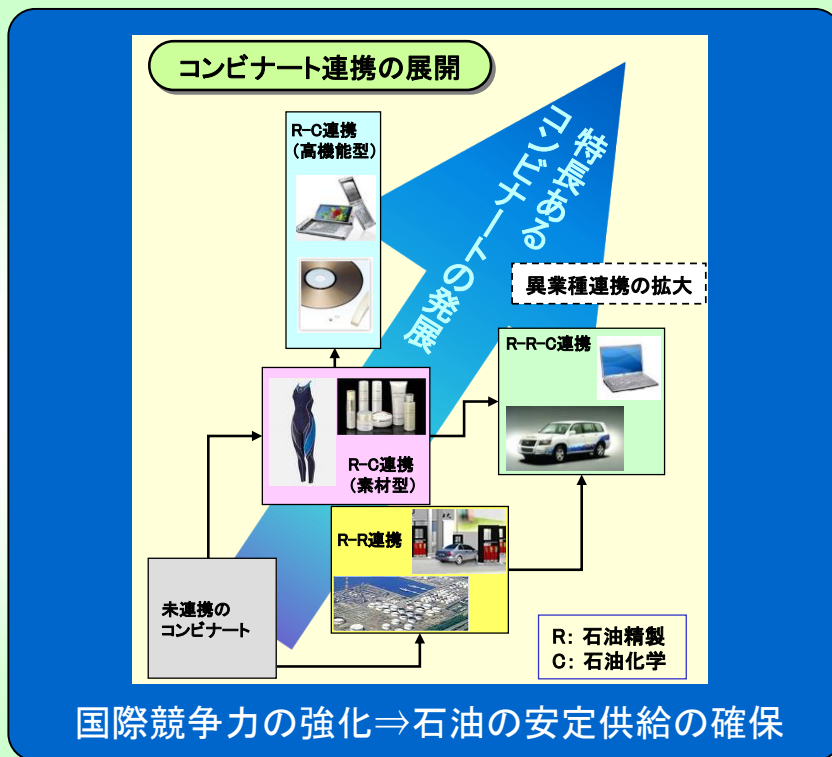 コンビナート連携の展開
R-C連携
(高機能型)
特長ある
コンビナートの発展
異業種連携の拡大
R-R-C連携
R-C連携
(素材型)
R-R連携
未連携の
コンビナート
R: 石油精製
C: 石油化学
国際競争力の強化⇒石油の安定供給の確保